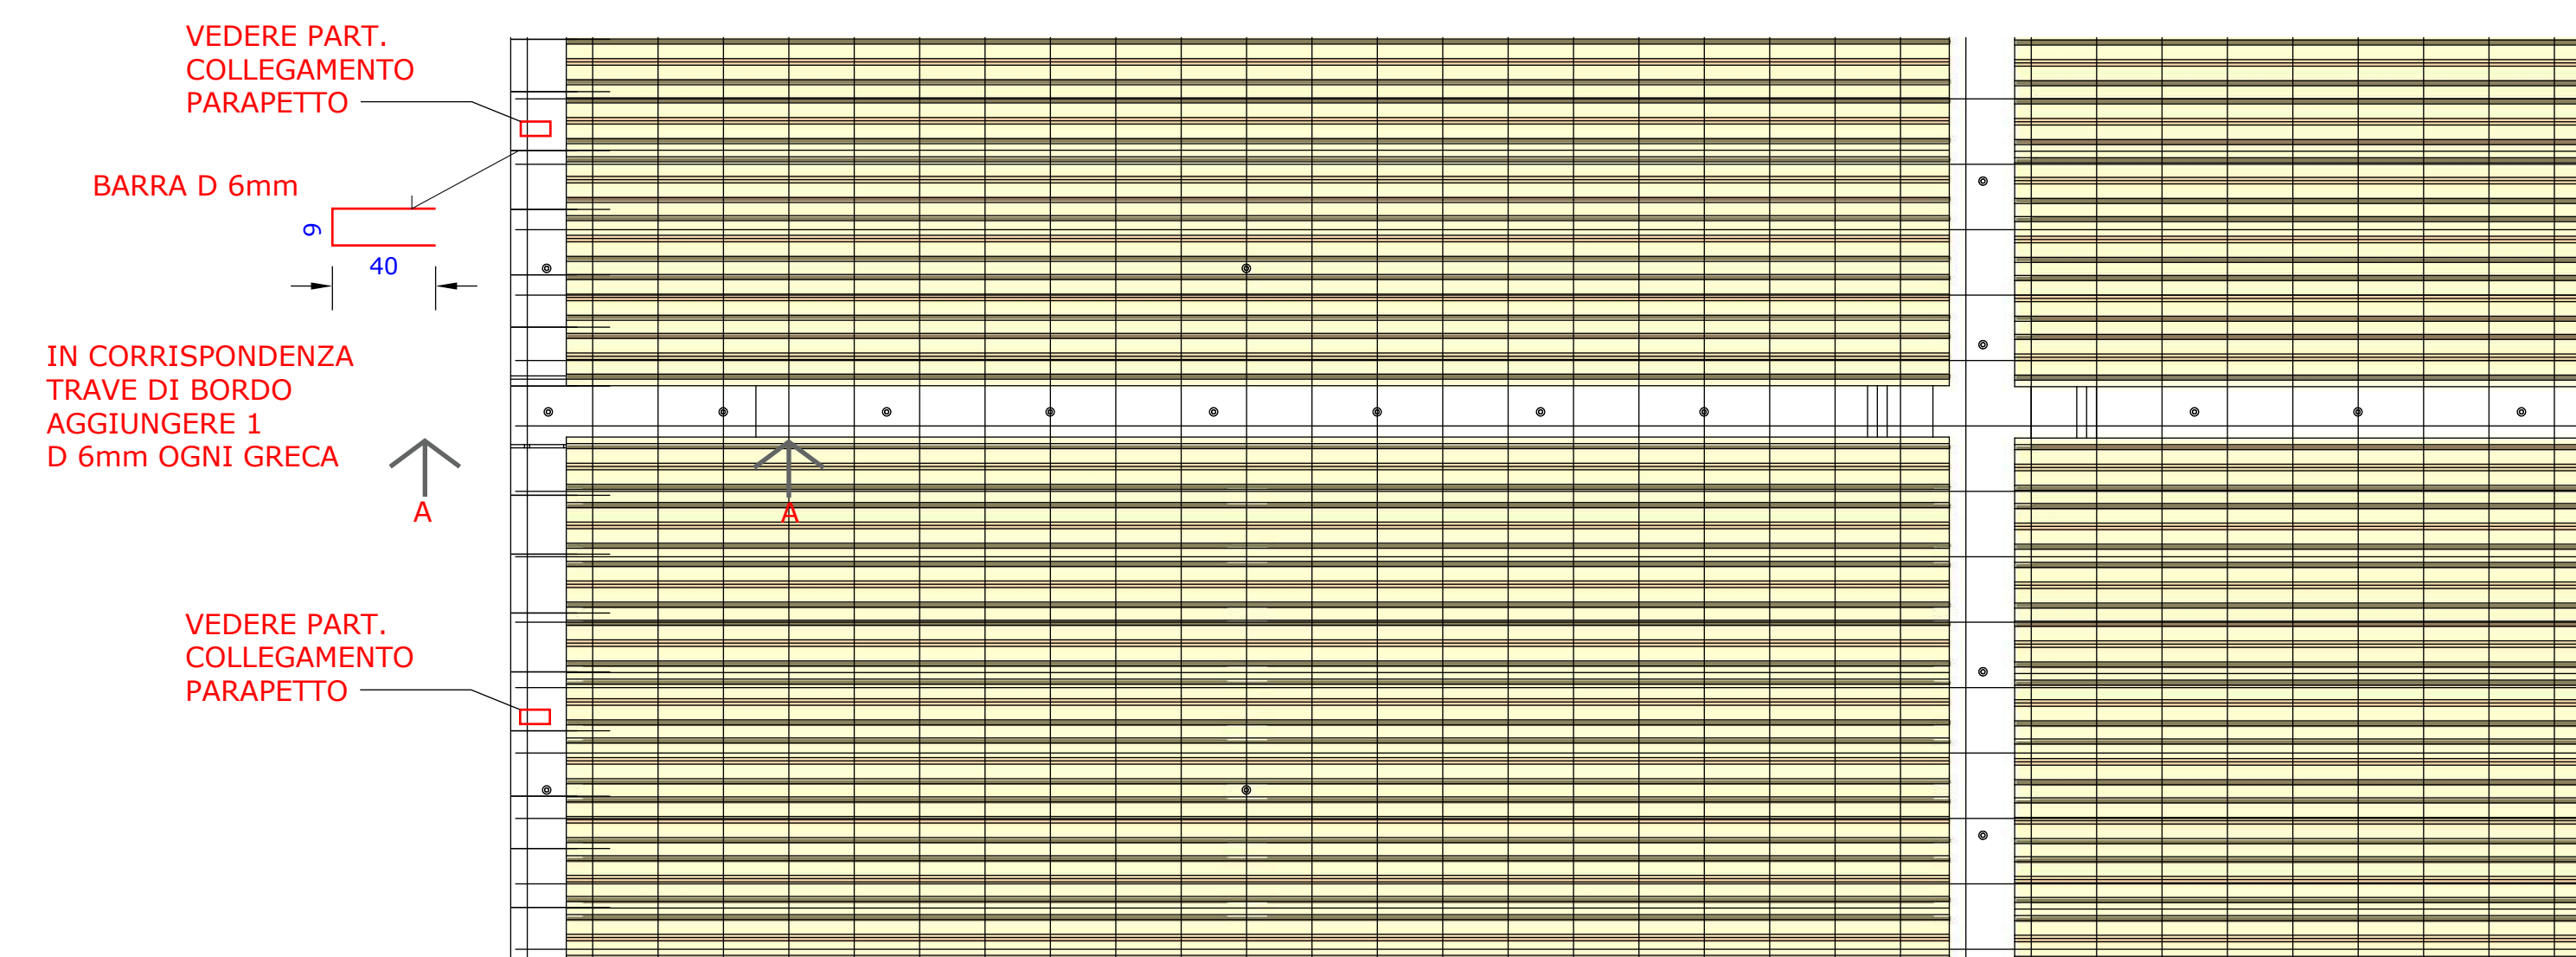 VEDERE PART.
COLLEGAMENTO
PARAPETTO
BARRA D 6mm
9
40
IN CORRISPONDENZA
TRAVE DI BORDO
AGGIUNGERE 1
D 6mm OGNI GRECA
A
A
VEDERE PART.
COLLEGAMENTO
PARAPETTO